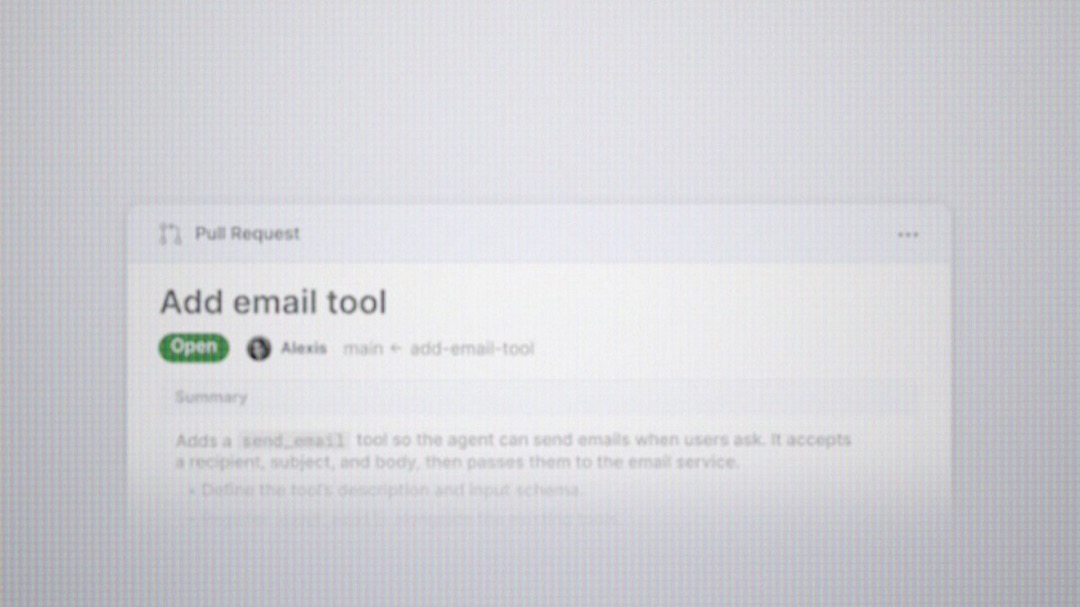 Pull Request
Add email tool
Open Alexis main ← add-email-tool
Summary
Adds a send_email tool so the agent can send emails when users ask. It accepts
a recipient, subject, and body, then passes them to the email service.
• Define the tool's description and input schema.